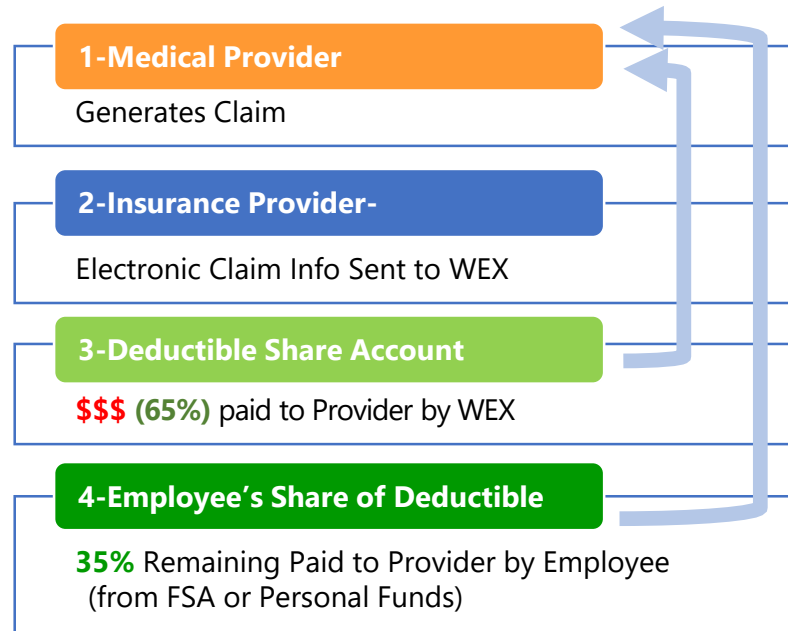 1-Medical Provider
Generates Claim
2-Insurance Provider-
Electronic Claim Info Sent to WEX
3-Deductible Share Account
$$$ (65%) paid to Provider by WEX
4-Employee’s Share of Deductible
35% Remaining Paid to Provider by Employee
(from FSA or Personal Funds)